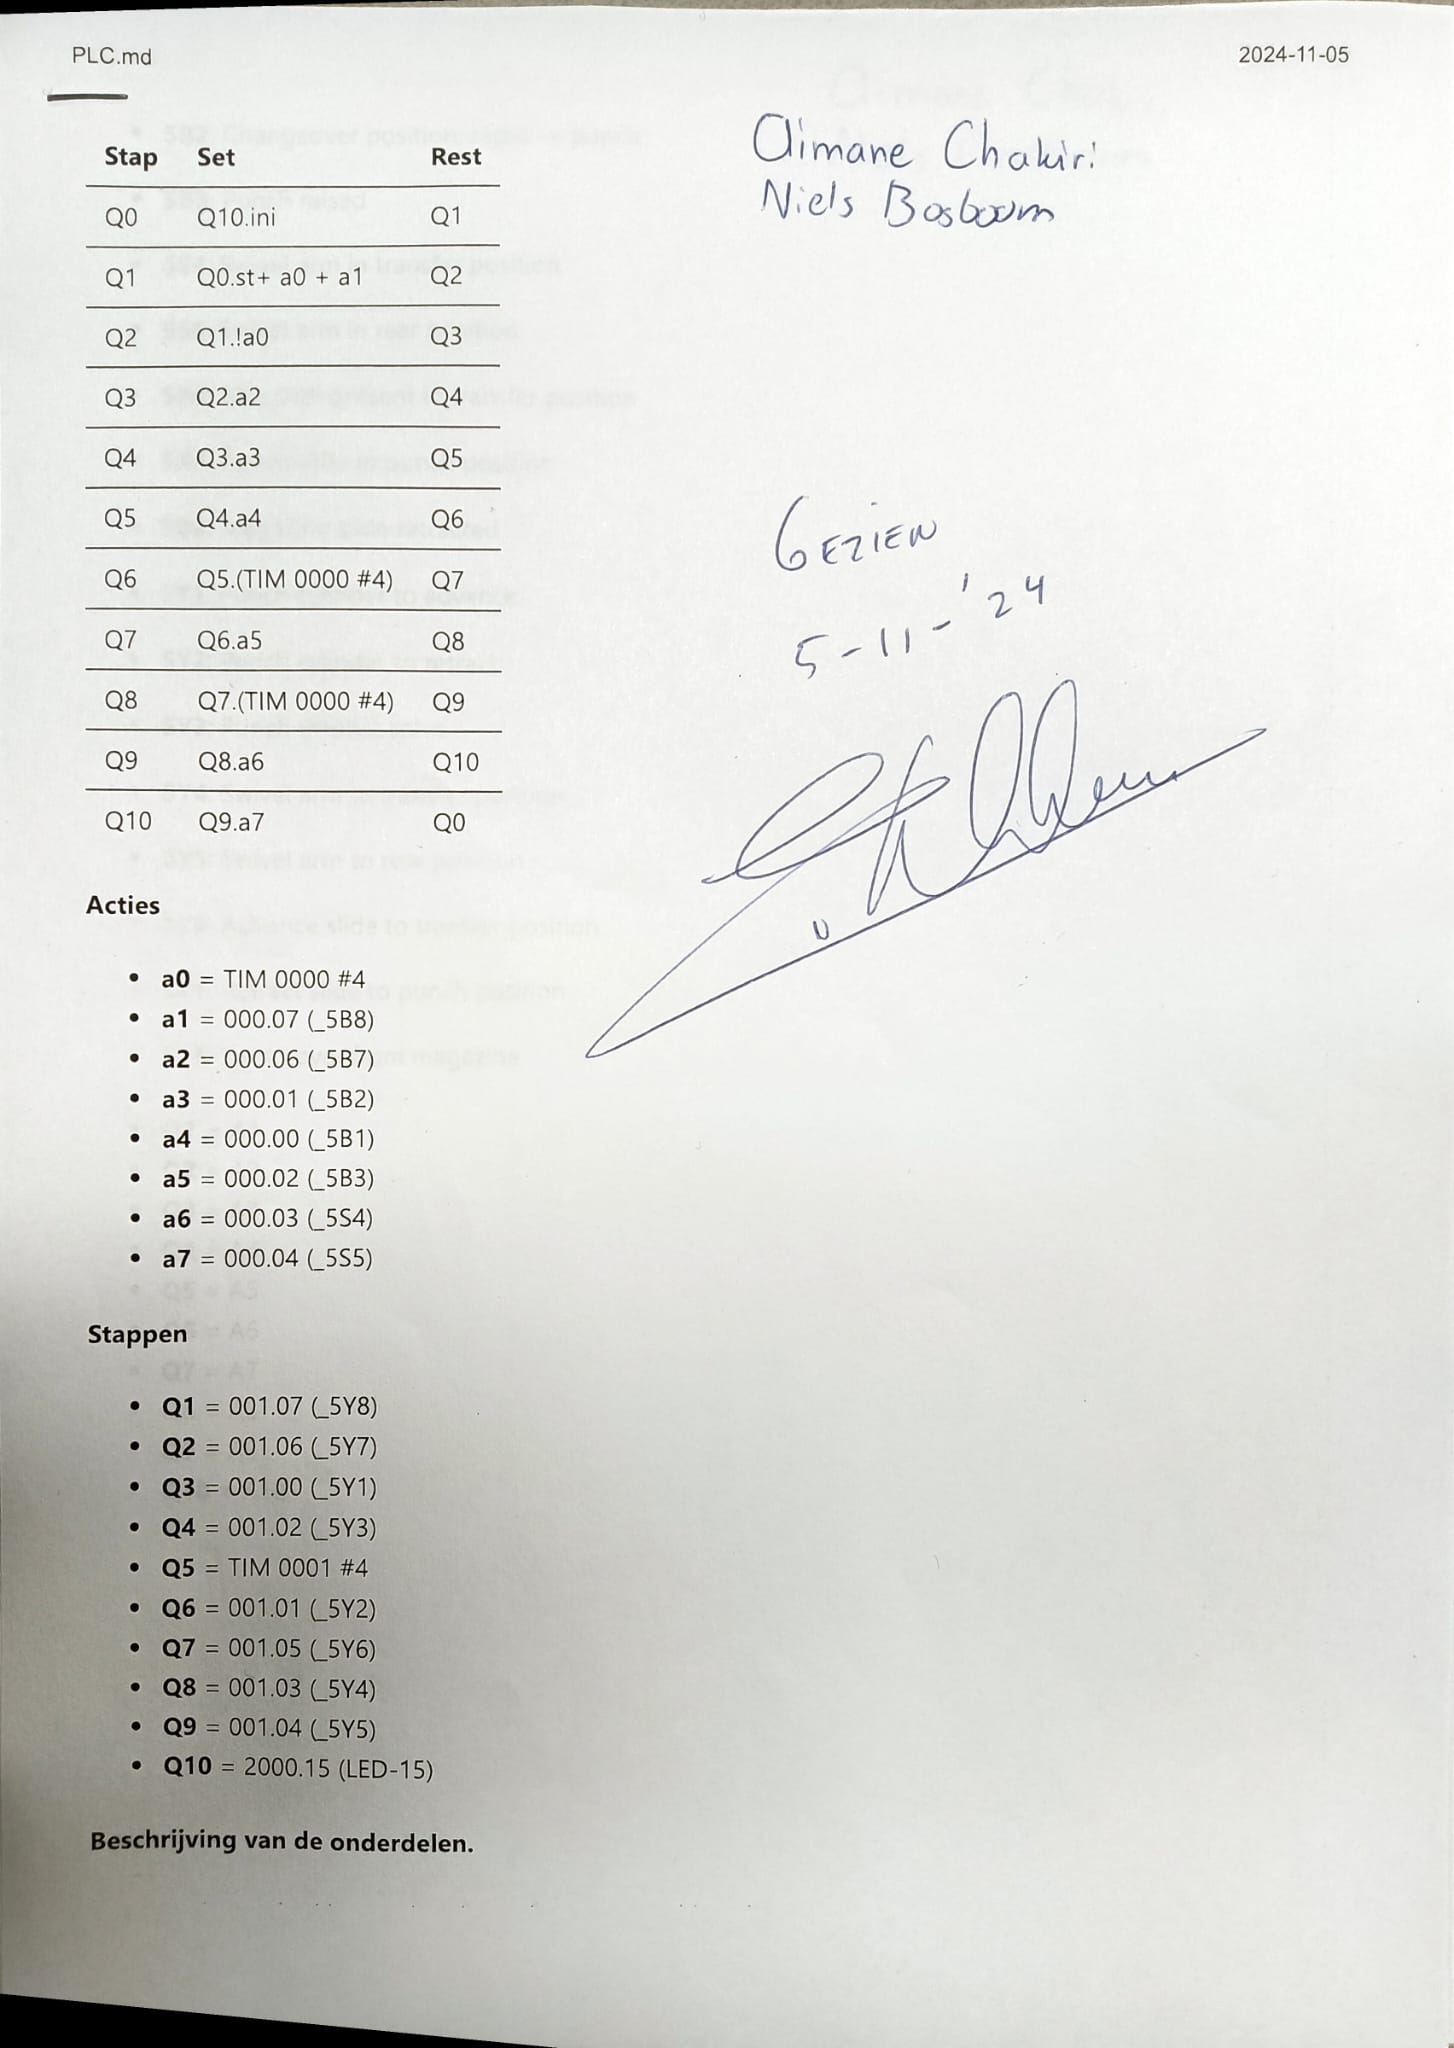 PLC.md 2024-11-05
Aimane Chakiri
Niels Bosboom
Stap Set Rest
Q0 Q10.ini Q1
Q1 Q0.st+ a0 + a1 Q2
Q2 Q1.!a0 Q3
Q3 Q2.a2 Q4
Q4 Q3.a3 Q5
Q5 Q4.a4 Q6
Q6 Q5.(TIM 0000 #4) Q7
Q7 Q6.a5 Q8
Q8 Q7.(TIM 0000 #4) Q9
Q9 Q8.a6 Q10
Q10 Q9.a7 Q0
GEZIEN
5-11-'24
Acties
• a0 = TIM 0000 #4
• a1 = 000.07 (_5B8)
• a2 = 000.06 (_5B7)
• a3 = 000.01 (_5B2)
• a4 = 000.00 (_5B1)
• a5 = 000.02 (_5B3)
• a6 = 000.03 (_5S4)
• a7 = 000.04 (_5S5)
Stappen
• Q1 = 001.07 (_5Y8)
• Q2 = 001.06 (_5Y7)
• Q3 = 001.00 (_5Y1)
• Q4 = 001.02 (_5Y3)
• Q5 = TIM 0001 #4
• Q6 = 001.01 (_5Y2)
• Q7 = 001.05 (_5Y6)
• Q8 = 001.03 (_5Y4)
• Q9 = 001.04 (_5Y5)
• Q10 = 2000.15 (LED-15)
Beschrijving van de onderdelen.